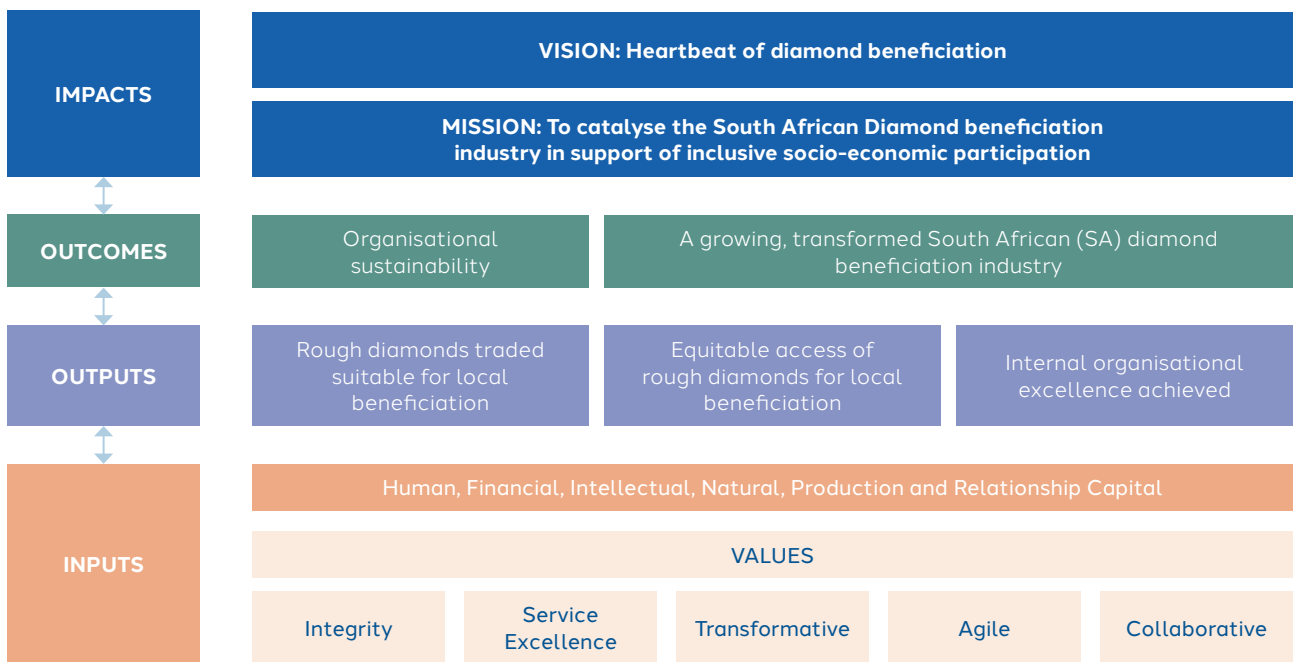 IMPACTS
VISION: Heartbeat of diamond beneficiation
MISSION: To catalyse the South African Diamond beneficiation
industry in support of inclusive socio-economic participation
OUTCOMES
Organisational
sustainability
A growing, transformed South African (SA) diamond
beneficiation industry
OUTPUTS
Rough diamonds traded
suitable for local
beneficiation
Equitable access of
rough diamonds for local
beneficiation
Internal organisational
excellence achieved
INPUTS
Human, Financial, Intellectual, Natural, Production and Relationship Capital
VALUES
Integrity
Service
Excellence
Transformative
Agile
Collaborative